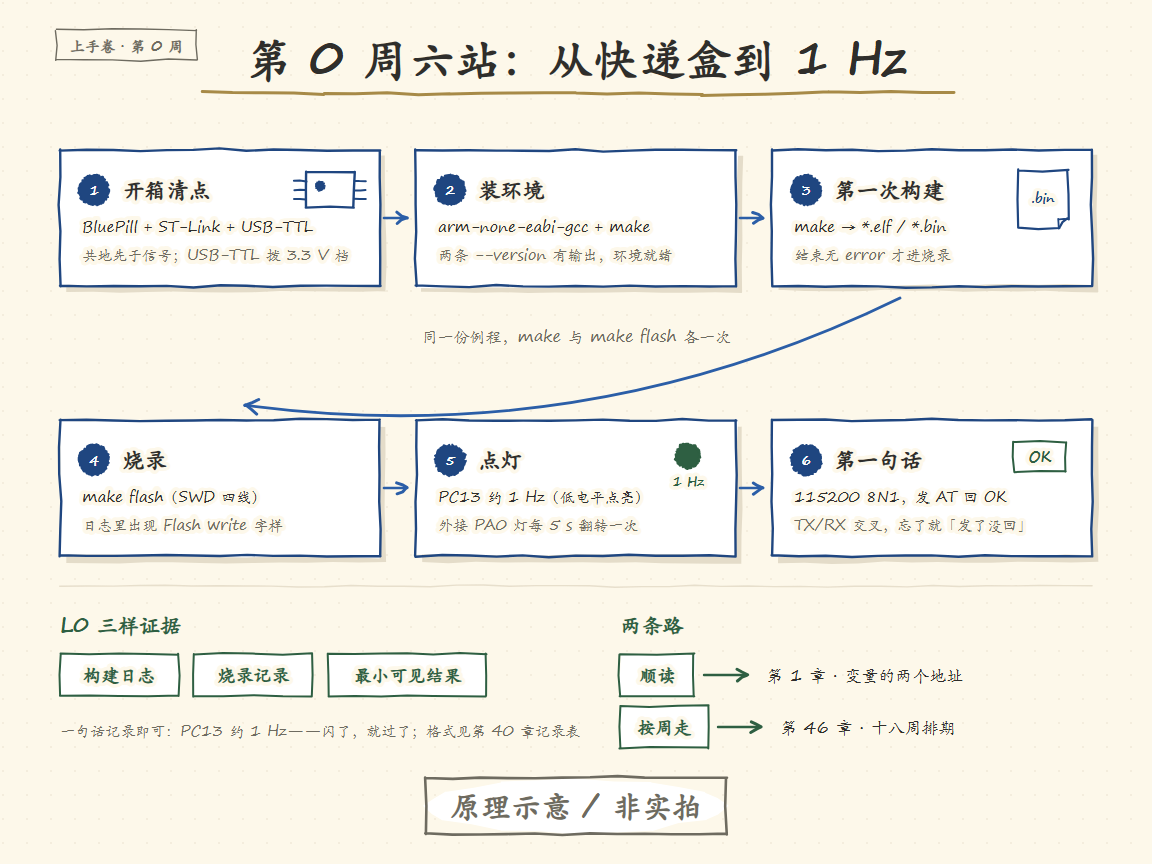 上手卷 · 第 0 周
第 0 周六站：从快递盒到 1 Hz
1 开箱清点
BluePill + ST-Link + USB-TTL
共地先于信号；USB-TTL 拨 3.3 V 档
2 装环境
arm-none-eabi-gcc + make
两条 --version 有输出，环境就绪
3 第一次构建
.bin
make → *.elf / *.bin
结束无 error 才进烧录
同一份例程，make 与 make flash 各一次
4 烧录
make flash（SWD 四线）
日志里出现 Flash Write 字样
5 点灯
1 Hz
PC13 约 1 Hz（低电平点亮）
外接 PA0 灯每 5 s 翻转一次
6 第一句话
OK
115200 8N1，发 AT 回 OK
TX/RX 交叉，忘了就「发了没回」
LO 三样证据
构建日志 烧录记录 最小可见结果
一句话记录即可：PC13 约 1 Hz——闪了，就过了；格式见第 40 章记录表
两条路
顺读 → 第 1 章 · 变量的两个地址
按周走 → 第 46 章 · 十八周排期
原理示意 / 非实拍